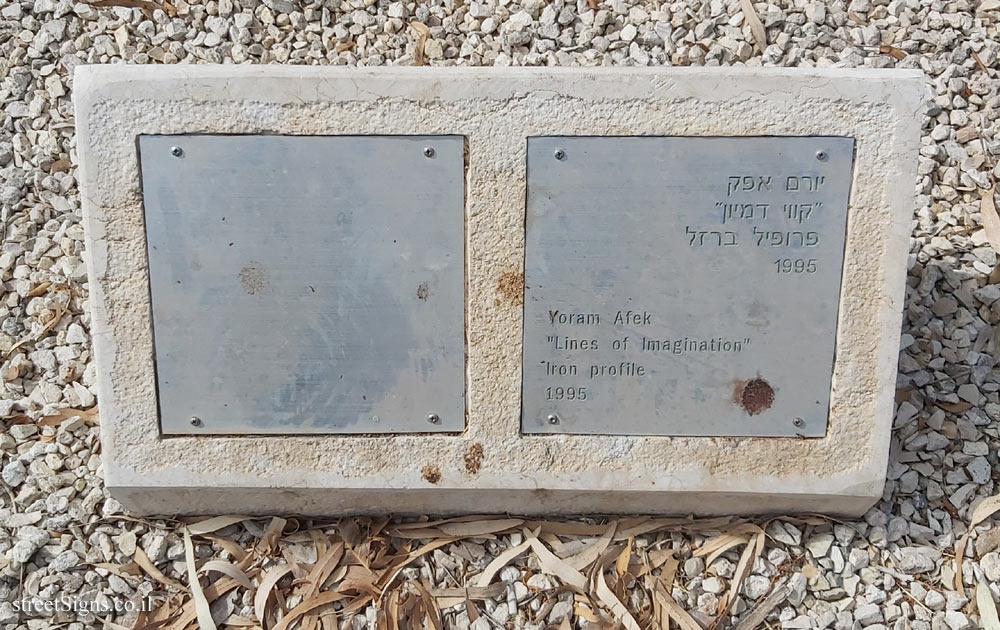 יורם אפק
"קווי דמיון"
פרופיל ברזל
1995
Yoram Afek
"Lines of Imagination"
Iron profile
1995
streetSigns.co.il